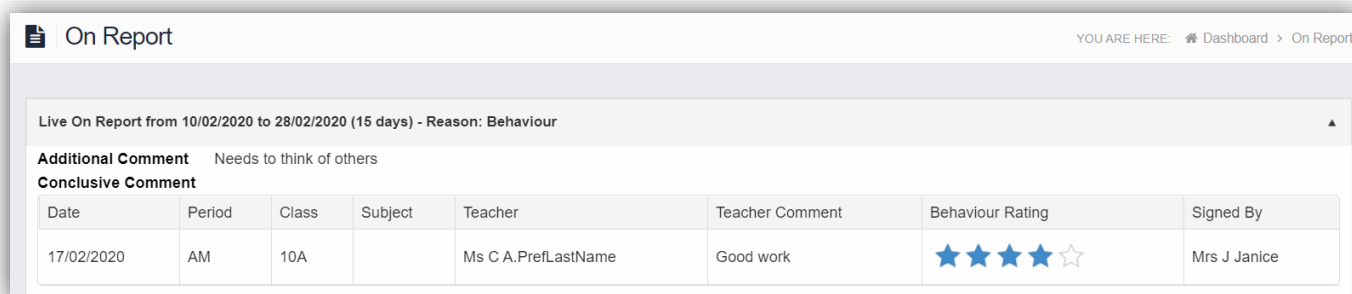 On Report
YOU ARE HERE: Dashboard > On Report
Live On Report from 10/02/2020 to 28/02/2020 (15 days) - Reason: Behaviour
Additional Comment Needs to think of others
Conclusive Comment
Date Period Class Subject Teacher Teacher Comment Behaviour Rating Signed By
17/02/2020 AM 10A Ms C A.PrefLastName Good work Mrs J Janice